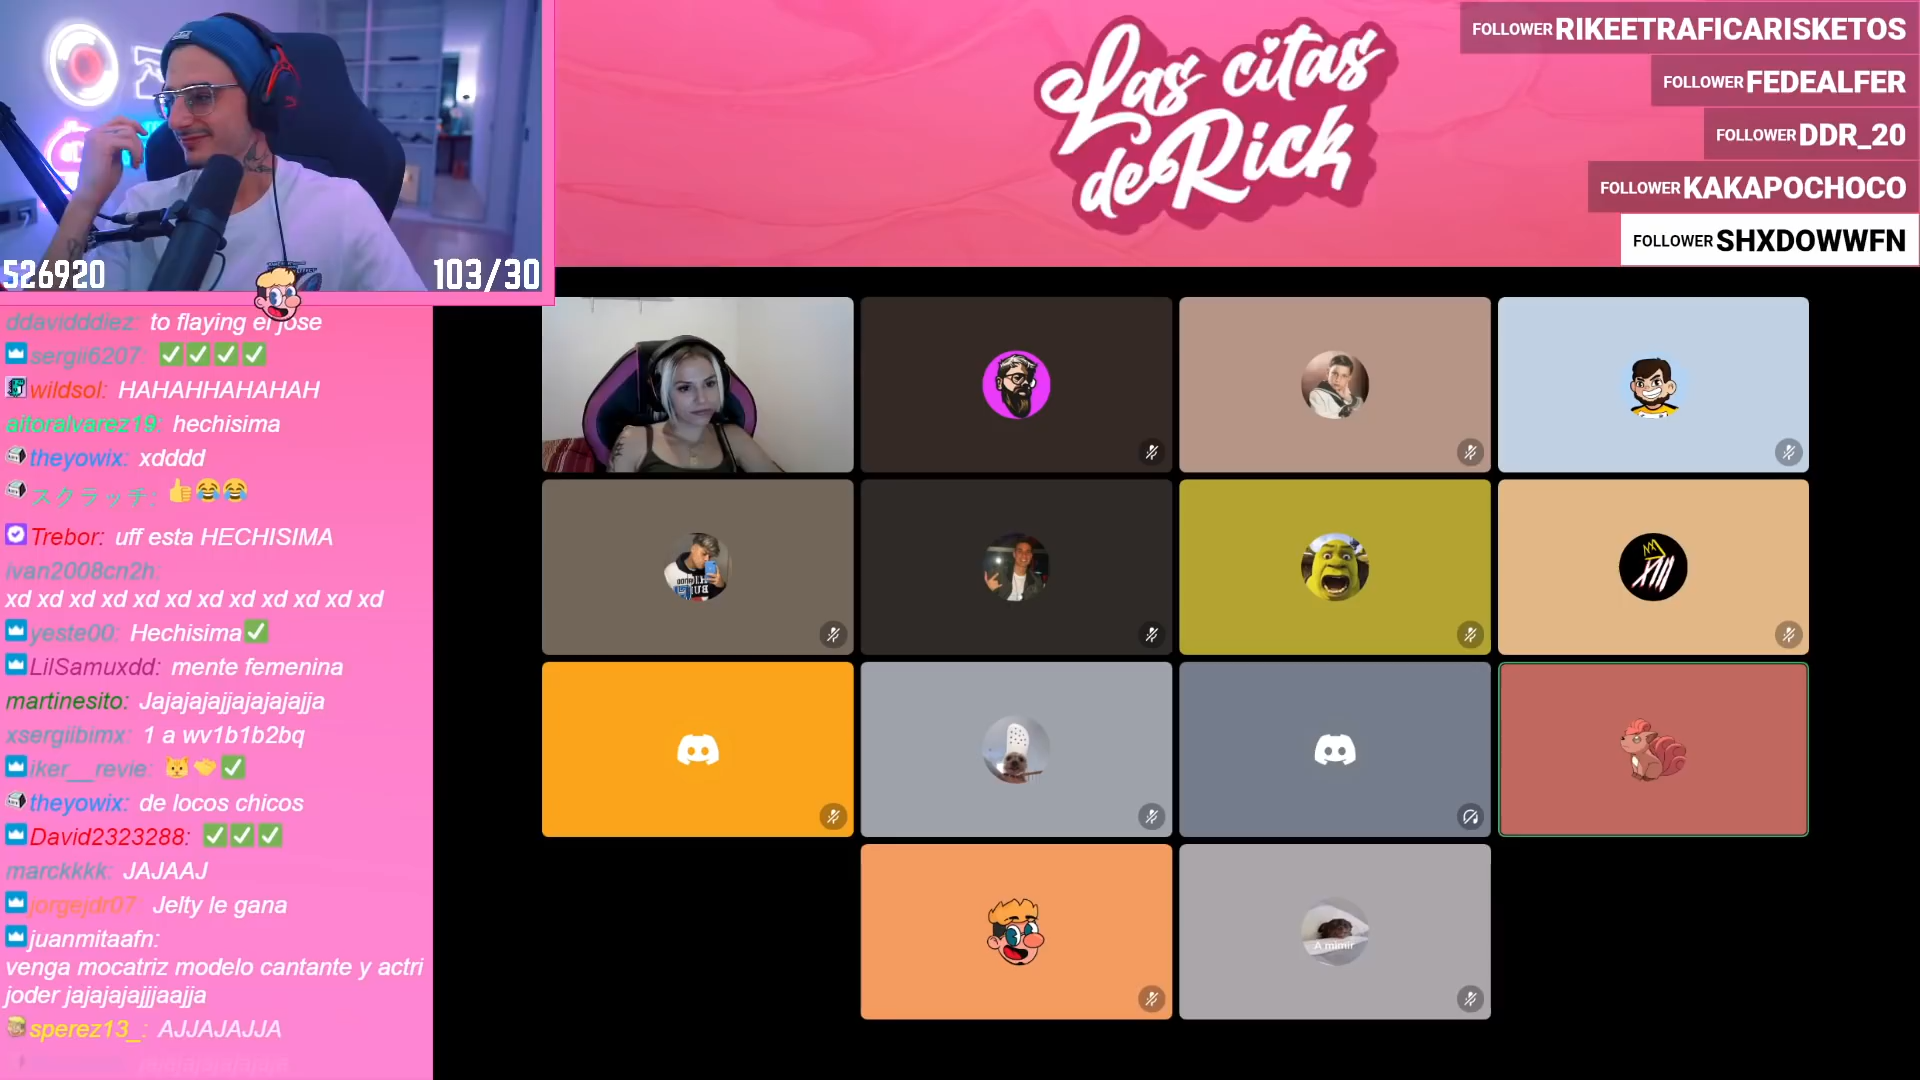 Las citas
de Rick
FOLLOWER RIKEETRAFICARISKETOS
FOLLOWER FEDEALFER
FOLLOWER DDR_20
FOLLOWER KAKAPOCHOCO
FOLLOWER SHXDOWWFN
526920
103/30
ddavidddiez: to flaying el jose
sergii6207: ✅✅✅✅
wildsol: HAHAHHAHAHAH
aitoralvarez19: hechisima
theyowix: xdddd
スクラッチ: 👍😂😂
Trebor: uff esta HECHISIMA
ivan2008cn2h:
xd xd xd xd xd xd xd xd xd xd xd xd
yeste00: Hechisima✅
LilSamuxdd: mente femenina
martinesito: Jajajajajjajajajajja
xsergiibimx: 1 a wv1b1b2bq
iker__revie: 🐱🤝✅
theyowix: de locos chicos
David2323288: ✅✅✅
marckkkk: JAJAAJ
jorgejdr07: Jelty le gana
juanmitaafn:
venga mocatriz modelo cantante y actri
joder jajajajajjjaajja
sperez13_: AJJAJAJJA
XIII
A mimir